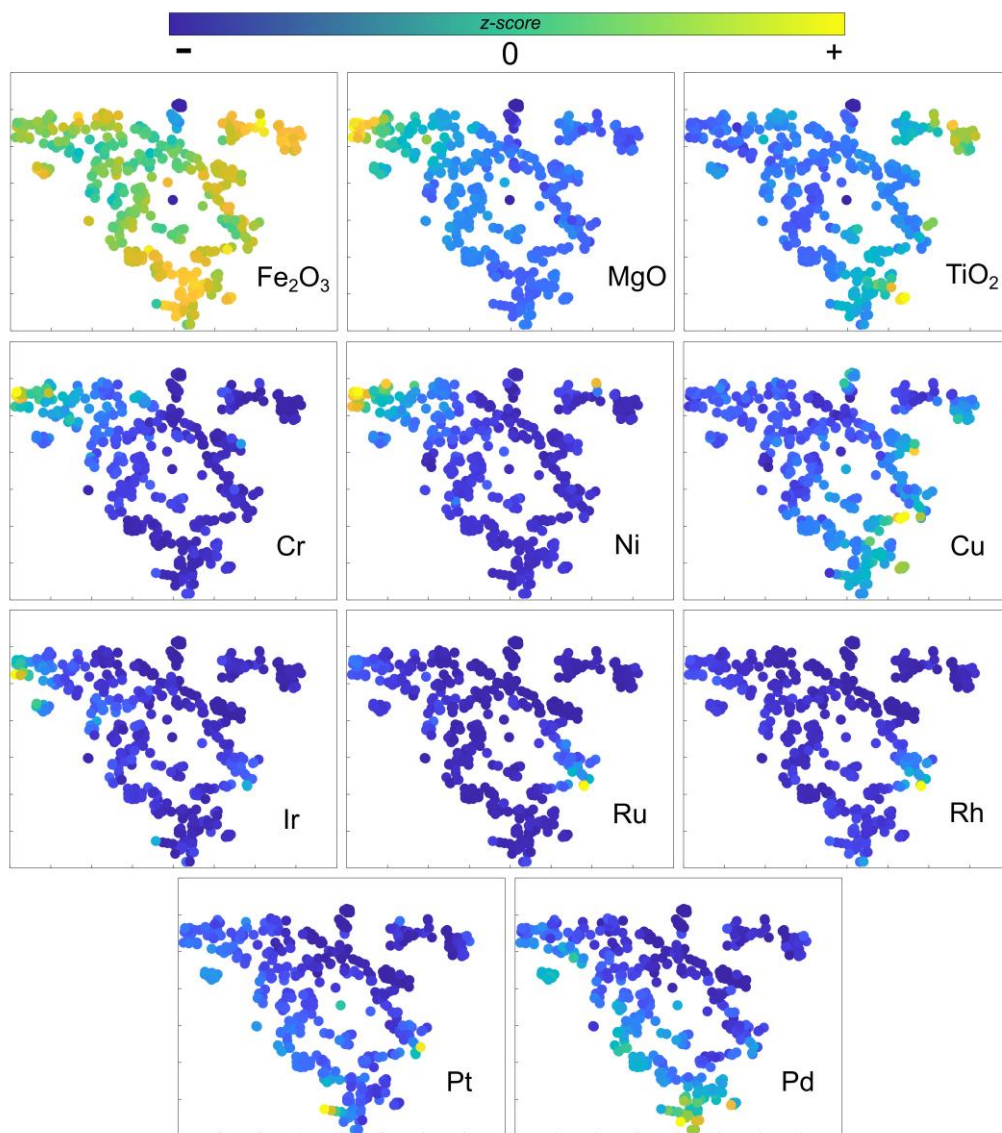 z-score
- 0 +
Fe₂O₃ MgO TiO₂
Cr Ni Cu
Ir Ru Rh
Pt Pd